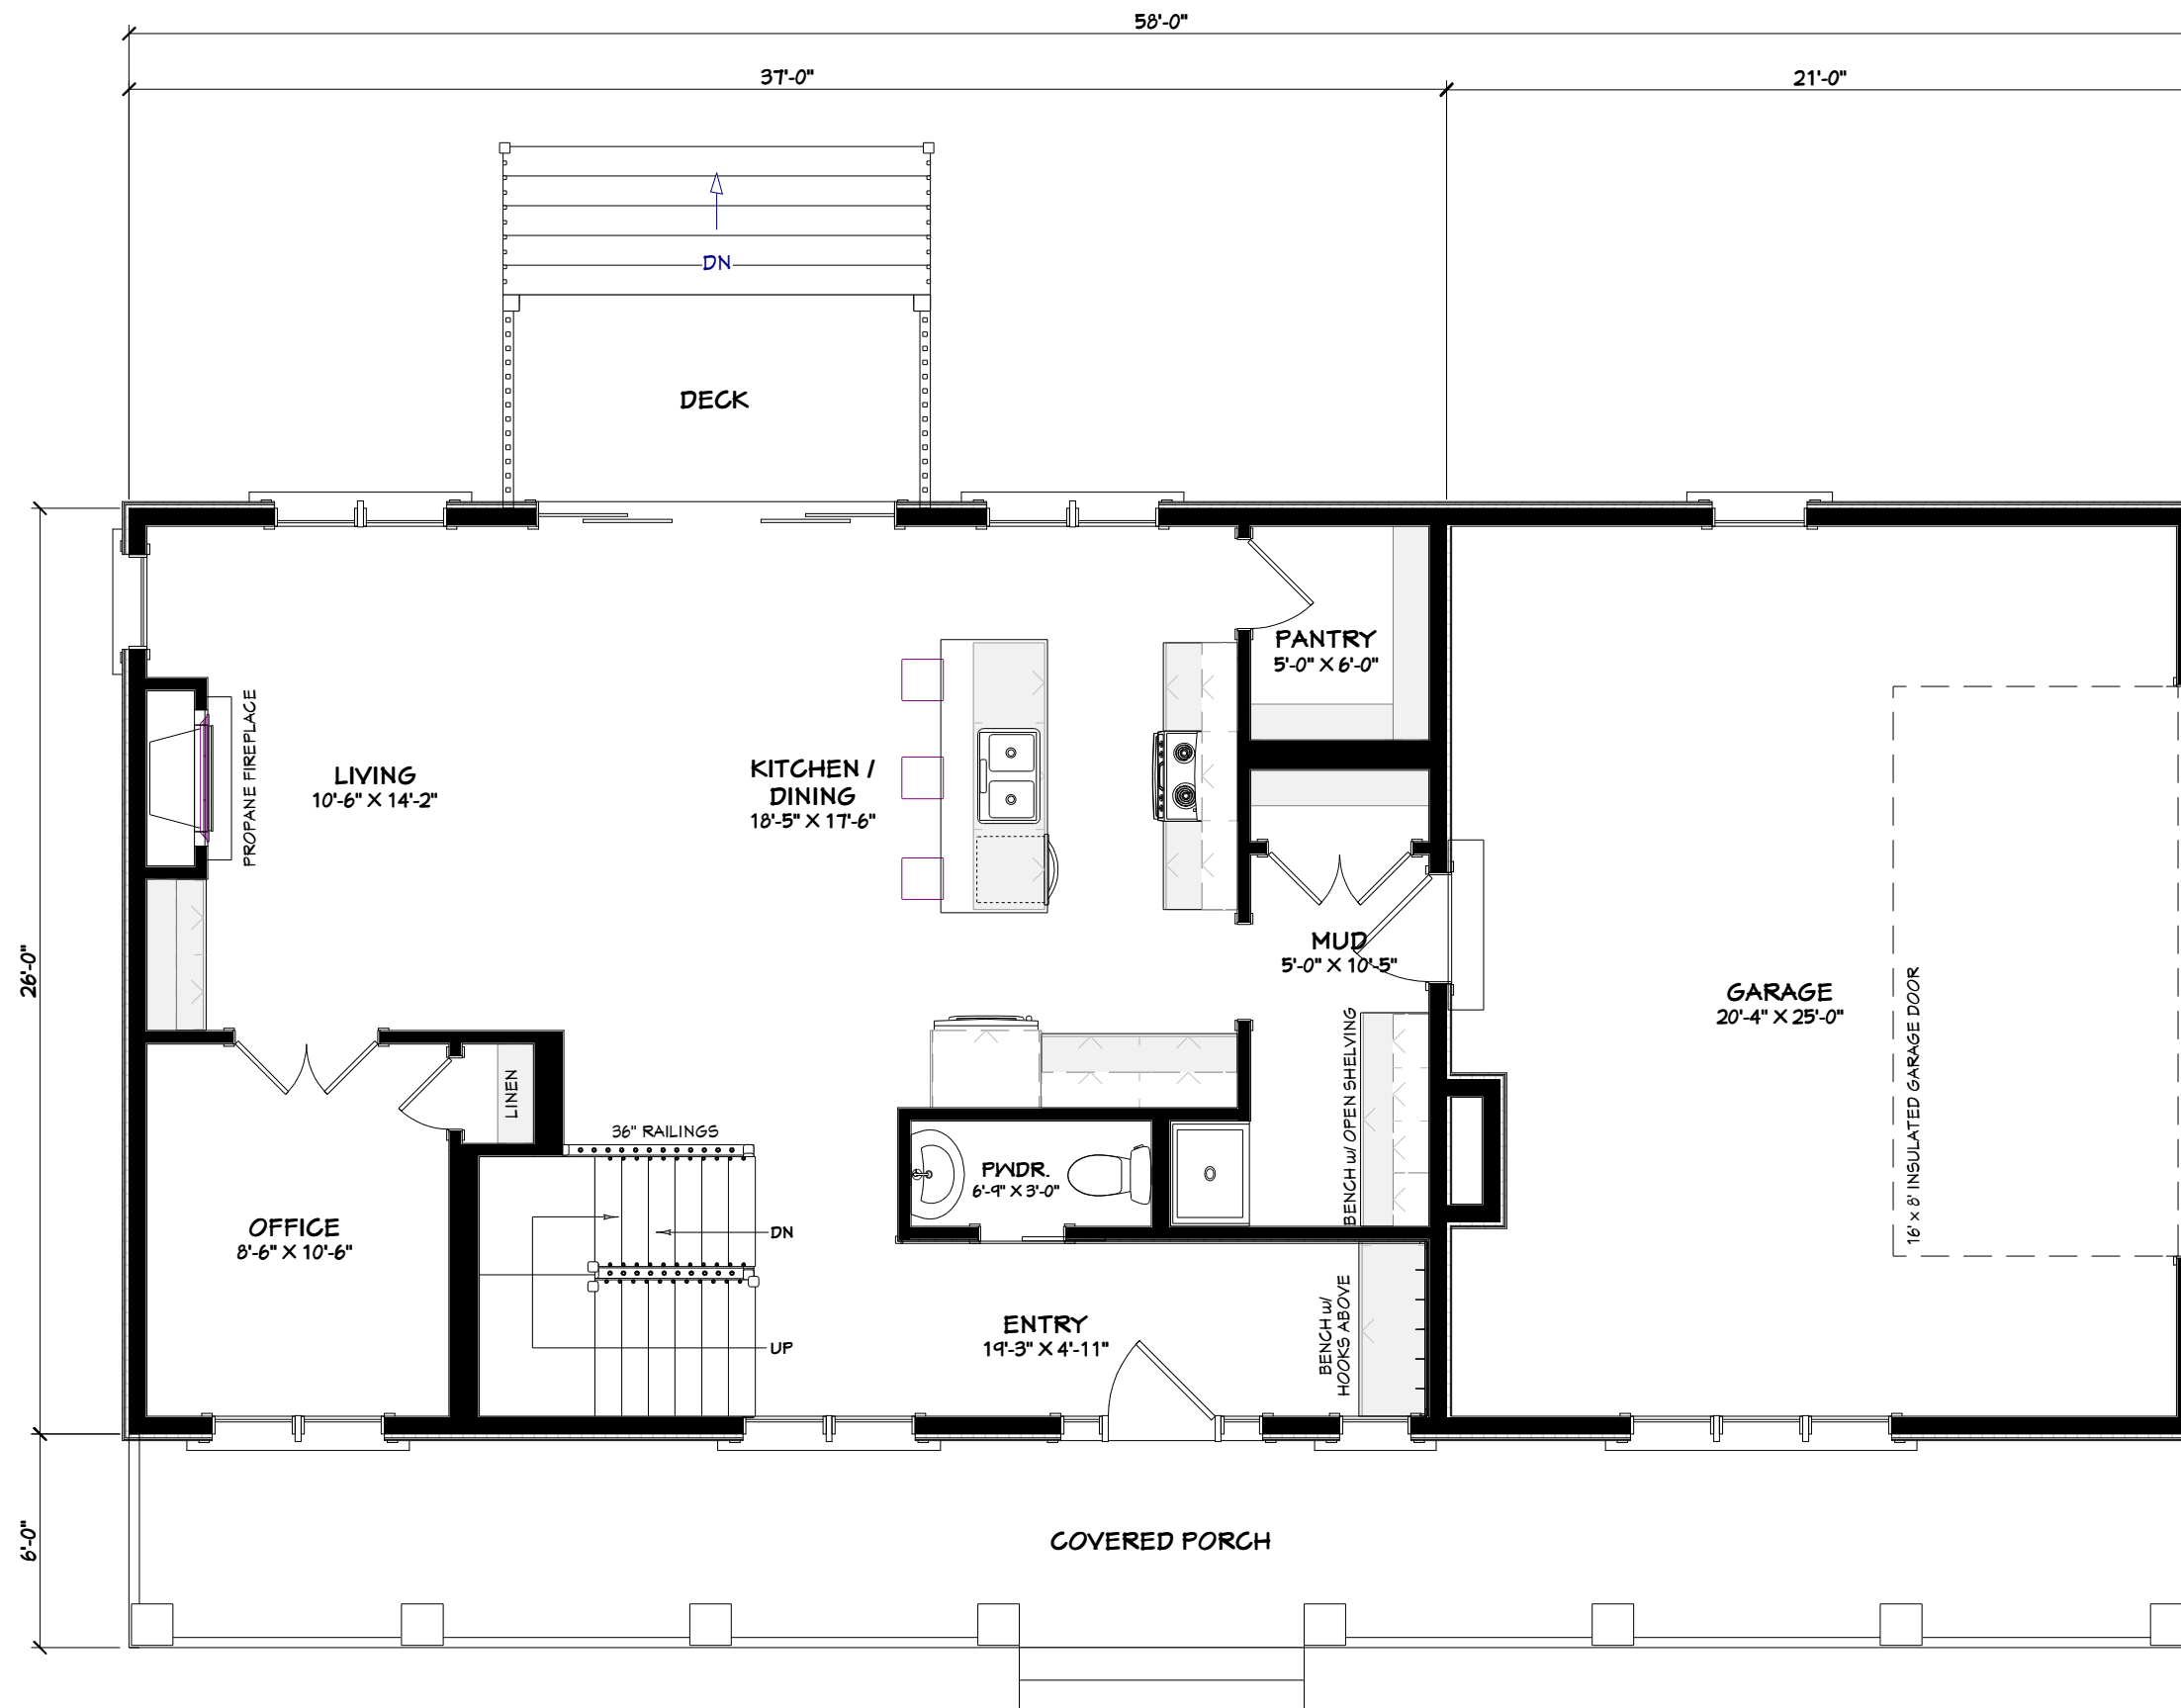 58'-0"
37'-0"
21'-0"
DN
DECK
PANTRY
5'-0" X 6'-0"
PROPANE FIREPLACE
LIVING
10'-6" X 14'-2"
KITCHEN /
DINING
18'-5" X 17'-6"
MUD
5'-0" X 10'-5"
26'-0"
GARAGE
20'-4" X 25'-0"
16' x 8' INSULATED GARAGE DOOR
BENCH w/ OPEN SHELVING
LINEN
36" RAILINGS
PWDR.
6'-9" X 3'-0"
OFFICE
8'-6" X 10'-6"
DN
ENTRY
19'-3" X 4'-11"
BENCH w/
HOOKS ABOVE
UP
6'-0"
COVERED PORCH